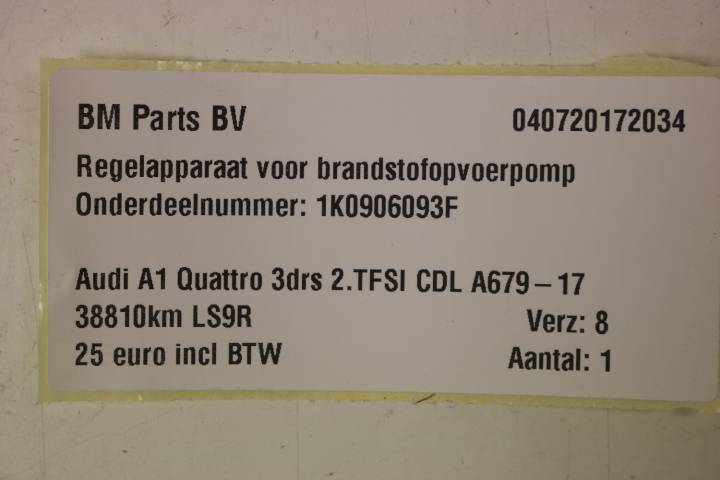 BM Parts BV 040720172034
Regelapparaat voor brandstofopvoerpomp
Onderdeelnummer: 1K0906093F
Audi A1 Quattro 3drs 2.TFSI CDL A679-17
38810km LS9R Verz: 8
25 euro incl BTW Aantal: 1